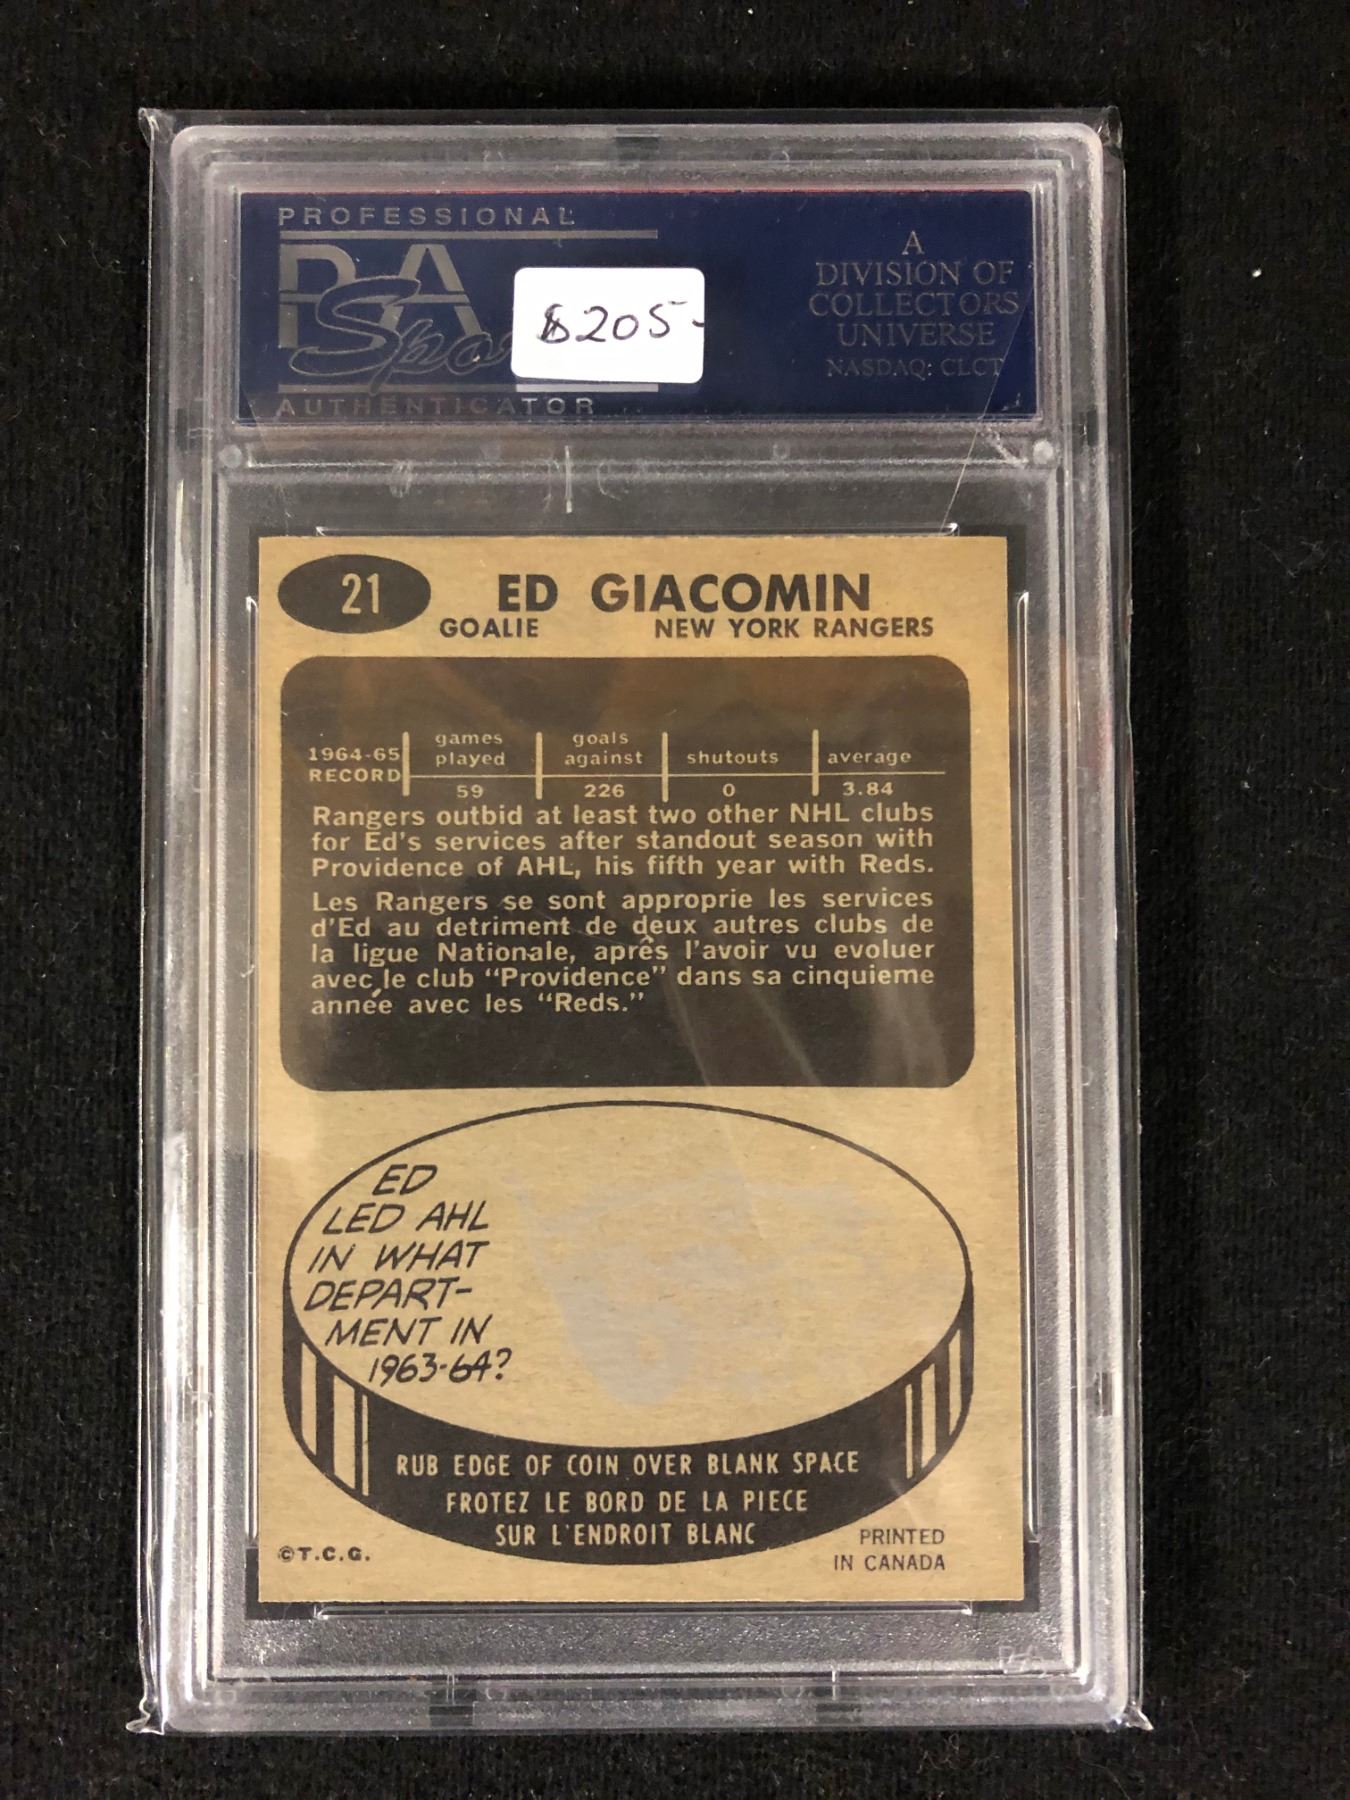 PROFESSIONAL
PSA
$205-
AUTHENTICATOR
A
DIVISION OF
COLLECTORS
UNIVERSE
NASDAQ: CLCT
21
ED GIACOMIN
GOALIE NEW YORK RANGERS
1964-65 RECORD
games played goals against shutouts average
59 226 0 3.84
Rangers outbid at least two other NHL clubs
for Ed's services after standout season with
Providence of AHL, his fifth year with Reds.
Les Rangers se sont approprie les services
d'Ed au detriment de deux autres clubs de
la ligue Nationale, après l'avoir vu evoluer
avec le club "Providence" dans sa cinquieme
année avec les "Reds."
ED
LED AHL
IN WHAT
DEPART-
MENT IN
1963-64?
RUB EDGE OF COIN OVER BLANK SPACE
FROTEZ LE BORD DE LA PIECE
SUR L'ENDROIT BLANC
©T.C.G.
PRINTED
IN CANADA